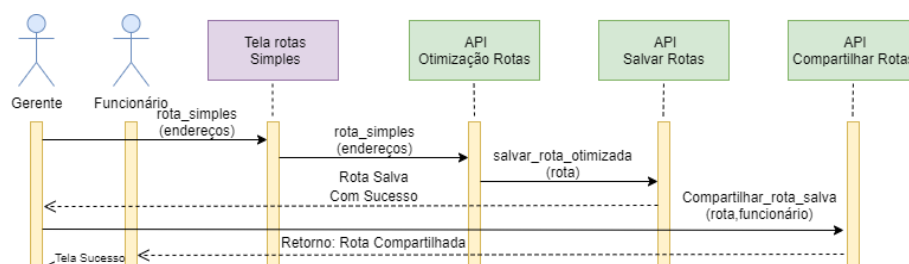 Tela rotas
Simples
API
Otimização Rotas
API
Salvar Rotas
API
Compartilhar Rotas
Gerente
Funcionário
rota_simples
(endereços)
rota_simples
(endereços)
salvar_rota_otimizada
(rota)
Rota Salva
Com Sucesso
Compartilhar_rota_salva
(rota,funcionário)
Retorno: Rota Compartilhada
Tela Sucesso